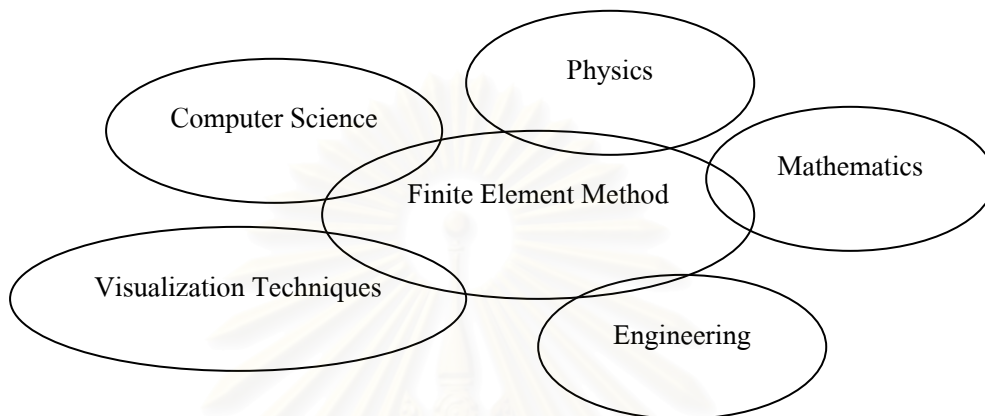 Physics
Computer Science
Mathematics
Finite Element Method
Visualization Techniques
Engineering